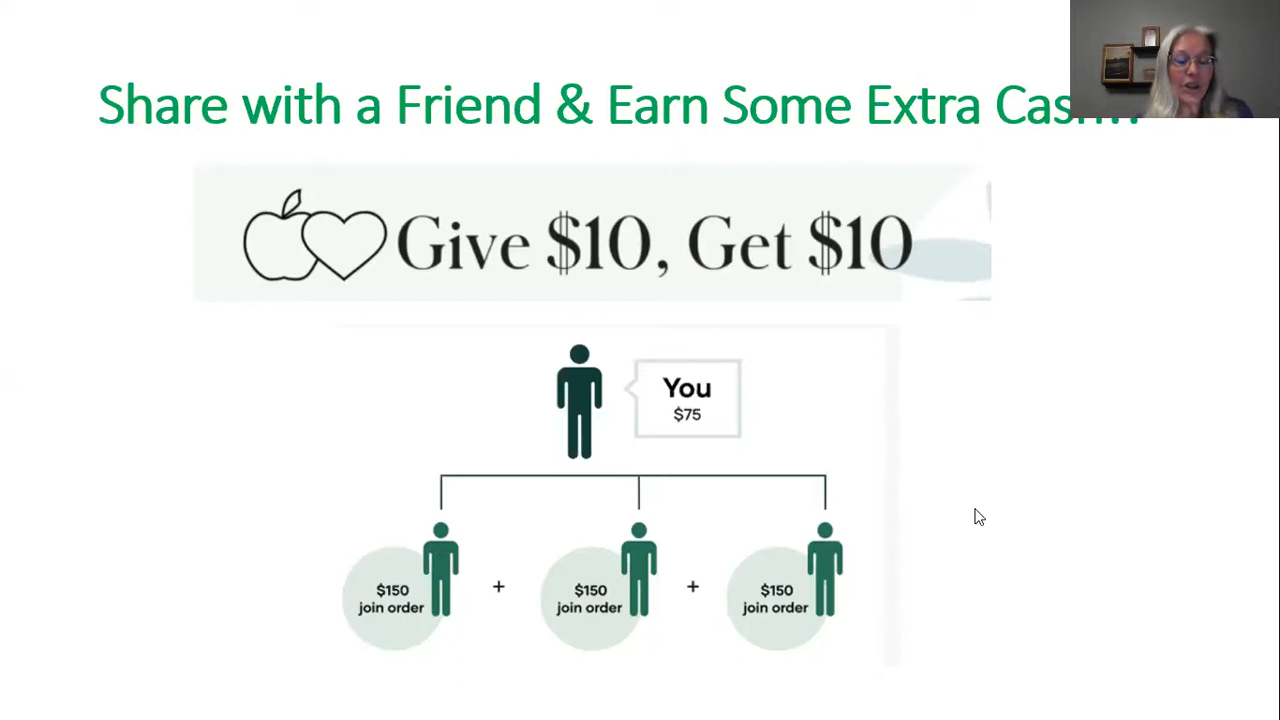 Share with a Friend & Earn Some Extra
Give $10, Get $10
You
$75
$150
join order
+
$150
join order
+
$150
join order